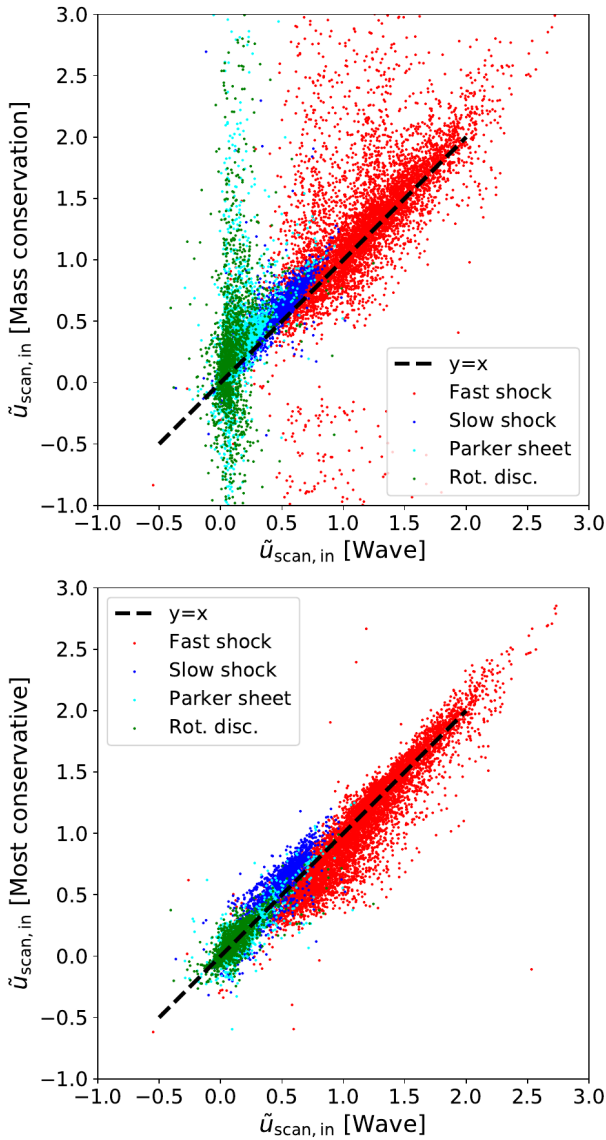 3.0
2.5
2.0
1.5
1.0
0.5
0.0
−0.5
−1.0
ũscan, in [Mass conservation]
y=x
Fast shock
Slow shock
Parker sheet
Rot. disc.
−1.0 −0.5 0.0 0.5 1.0 1.5 2.0 2.5 3.0
ũscan, in [Wave]
3.0
2.5
2.0
1.5
1.0
0.5
0.0
−0.5
−1.0
ũscan, in [Most conservative]
y=x
Fast shock
Slow shock
Parker sheet
Rot. disc.
−1.0 −0.5 0.0 0.5 1.0 1.5 2.0 2.5 3.0
ũscan, in [Wave]